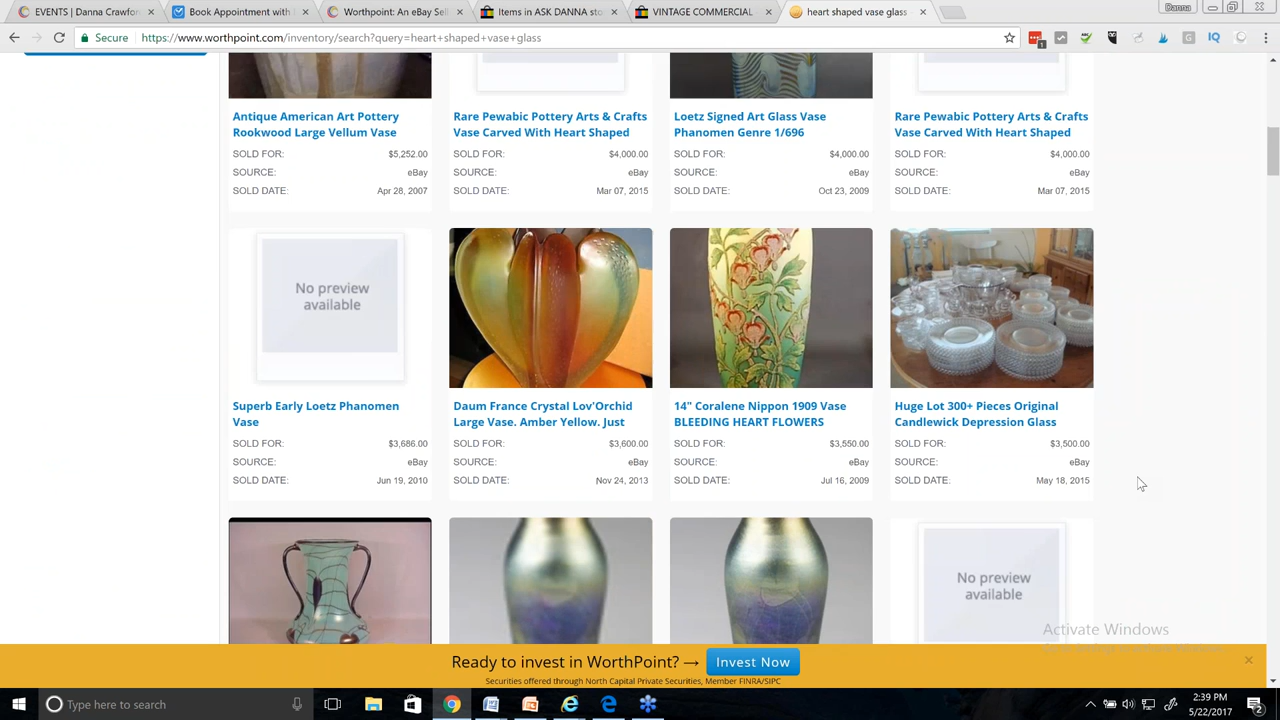 EVENTS | Danna Crawfor
Book Appointment with
Worthpoint: An eBay Sel
Items in ASK DANNA sto
VINTAGE COMMERCIAL
heart shaped vase glass
Danna
Secure
https://www.worthpoint.com/inventory/search?query=heart+shaped+vase+glass
1
IQ
Antique American Art Pottery
Rookwood Large Vellum Vase
SOLD FOR: $5,252.00
SOURCE: eBay
SOLD DATE: Apr 28, 2007
Rare Pewabic Pottery Arts & Crafts
Vase Carved With Heart Shaped
SOLD FOR: $4,000.00
SOURCE: eBay
SOLD DATE: Mar 07, 2015
Loetz Signed Art Glass Vase
Phanomen Genre 1/696
SOLD FOR: $4,000.00
SOURCE: eBay
SOLD DATE: Oct 23, 2009
Rare Pewabic Pottery Arts & Crafts
Vase Carved With Heart Shaped
SOLD FOR: $4,000.00
SOURCE: eBay
SOLD DATE: Mar 07, 2015
No preview
available
Superb Early Loetz Phanomen
Vase
SOLD FOR: $3,686.00
SOURCE: eBay
SOLD DATE: Jun 19, 2010
Daum France Crystal Lov'Orchid
Large Vase. Amber Yellow. Just
SOLD FOR: $3,600.00
SOURCE: eBay
SOLD DATE: Nov 24, 2013
14" Coralene Nippon 1909 Vase
BLEEDING HEART FLOWERS
SOLD FOR: $3,550.00
SOURCE: eBay
SOLD DATE: Jul 16, 2009
Huge Lot 300+ Pieces Original
Candlewick Depression Glass
SOLD FOR: $3,500.00
SOURCE: eBay
SOLD DATE: May 18, 2015
No preview
available
Activate Windows
Ready to invest in WorthPoint? → Invest Now
Securities offered through North Capital Private Securities, Member FINRA/SIPC
Type here to search
2:39 PM
5/22/2017
2